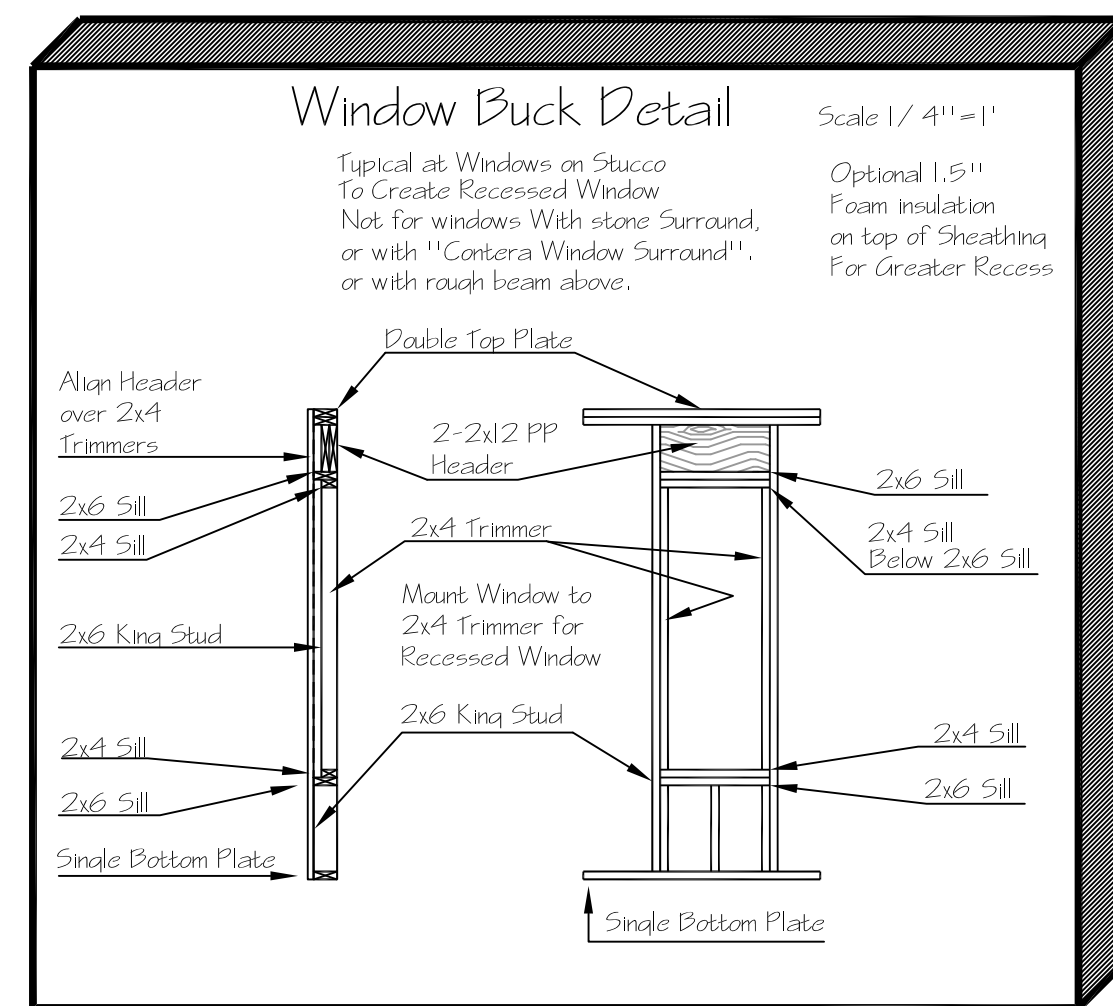 Window Buck Detail
Scale 1/4''=1'
Typical at Windows on Stucco
To Create Recessed Window
Not for windows With stone Surround,
or with ''Contera Window Surround''.
or with rough beam above.
Optional 1.5''
Foam insulation
on top of Sheathing
For Greater Recess
Double Top Plate
Align Header
over 2x4
Trimmers
2-2x12 PP
Header
2x6 Sill
2x4 Sill
2x6 Sill
2x4 Sill
Below 2x6 Sill
2x4 Trimmer
Mount Window to
2x4 Trimmer for
Recessed Window
2x6 King Stud
2x6 King Stud
2x4 Sill
2x6 Sill
2x4 Sill
2x6 Sill
Single Bottom Plate
Single Bottom Plate